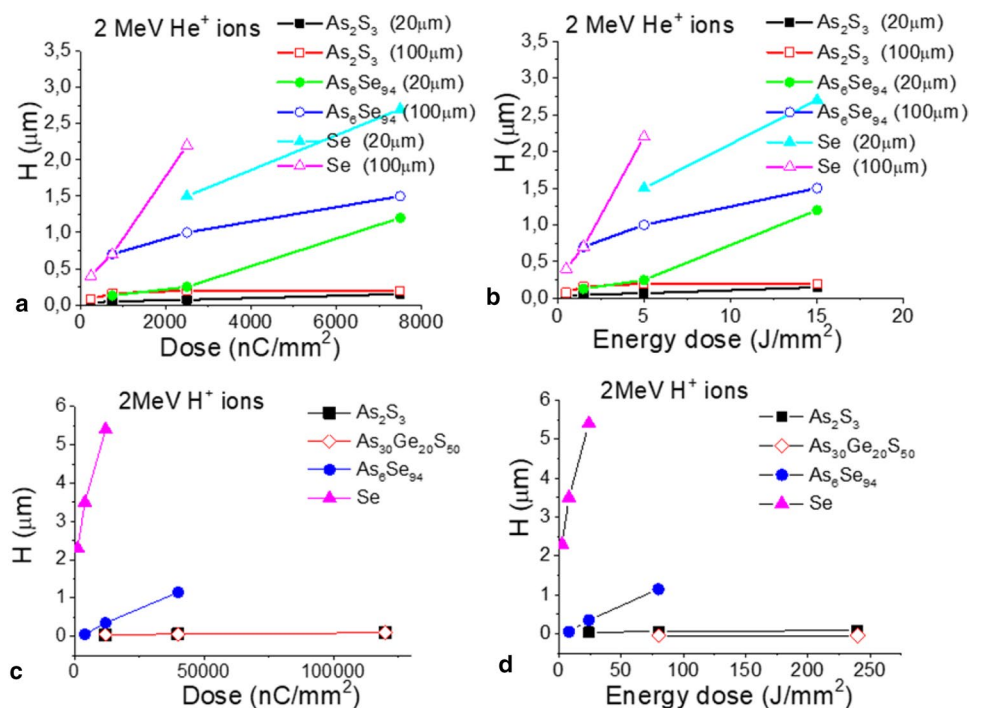 2 MeV He⁺ ions
As₂S₃ (20μm)
As₂S₃ (100μm)
As₆Se₉₄ (20μm)
As₆Se₉₄ (100μm)
Se (20μm)
Se (100μm)
3,5
3,0
2,5
2,0
1,5
1,0
0,5
0,0
H (μm)
0
2000
4000
6000
8000
Dose (nC/mm²)
a
2 MeV He⁺ ions
As₂S₃ (20μm)
As₂S₃ (100μm)
As₆Se₉₄ (20μm)
As₆Se₉₄ (100μm)
Se (20μm)
Se (100μm)
3,5
3,0
2,5
2,0
1,5
1,0
0,5
0,0
H (μm)
0
5
10
15
20
Energy dose (J/mm²)
b
2MeV H⁺ ions
As₂S₃
As₃₀Ge₂₀S₅₀
As₆Se₉₄
Se
6
5
4
3
2
1
0
H (μm)
0
50000
100000
Dose (nC/mm²)
c
2MeV H⁺ ions
As₂S₃
As₃₀Ge₂₀S₅₀
As₆Se₉₄
Se
6
5
4
3
2
1
0
H (μm)
0
50
100
150
200
250
Energy dose (J/mm²)
d